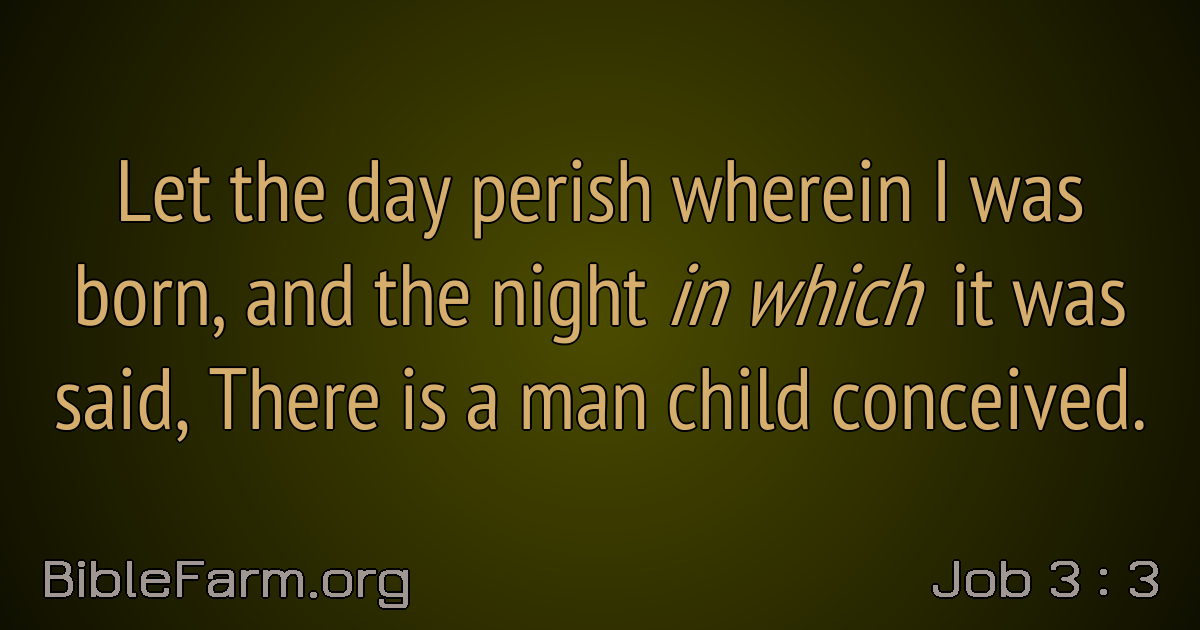 Let the day perish wherein I was
born, and the night in which it was
said, There is a man child conceived.
BibleFarm.org
Job 3 : 3